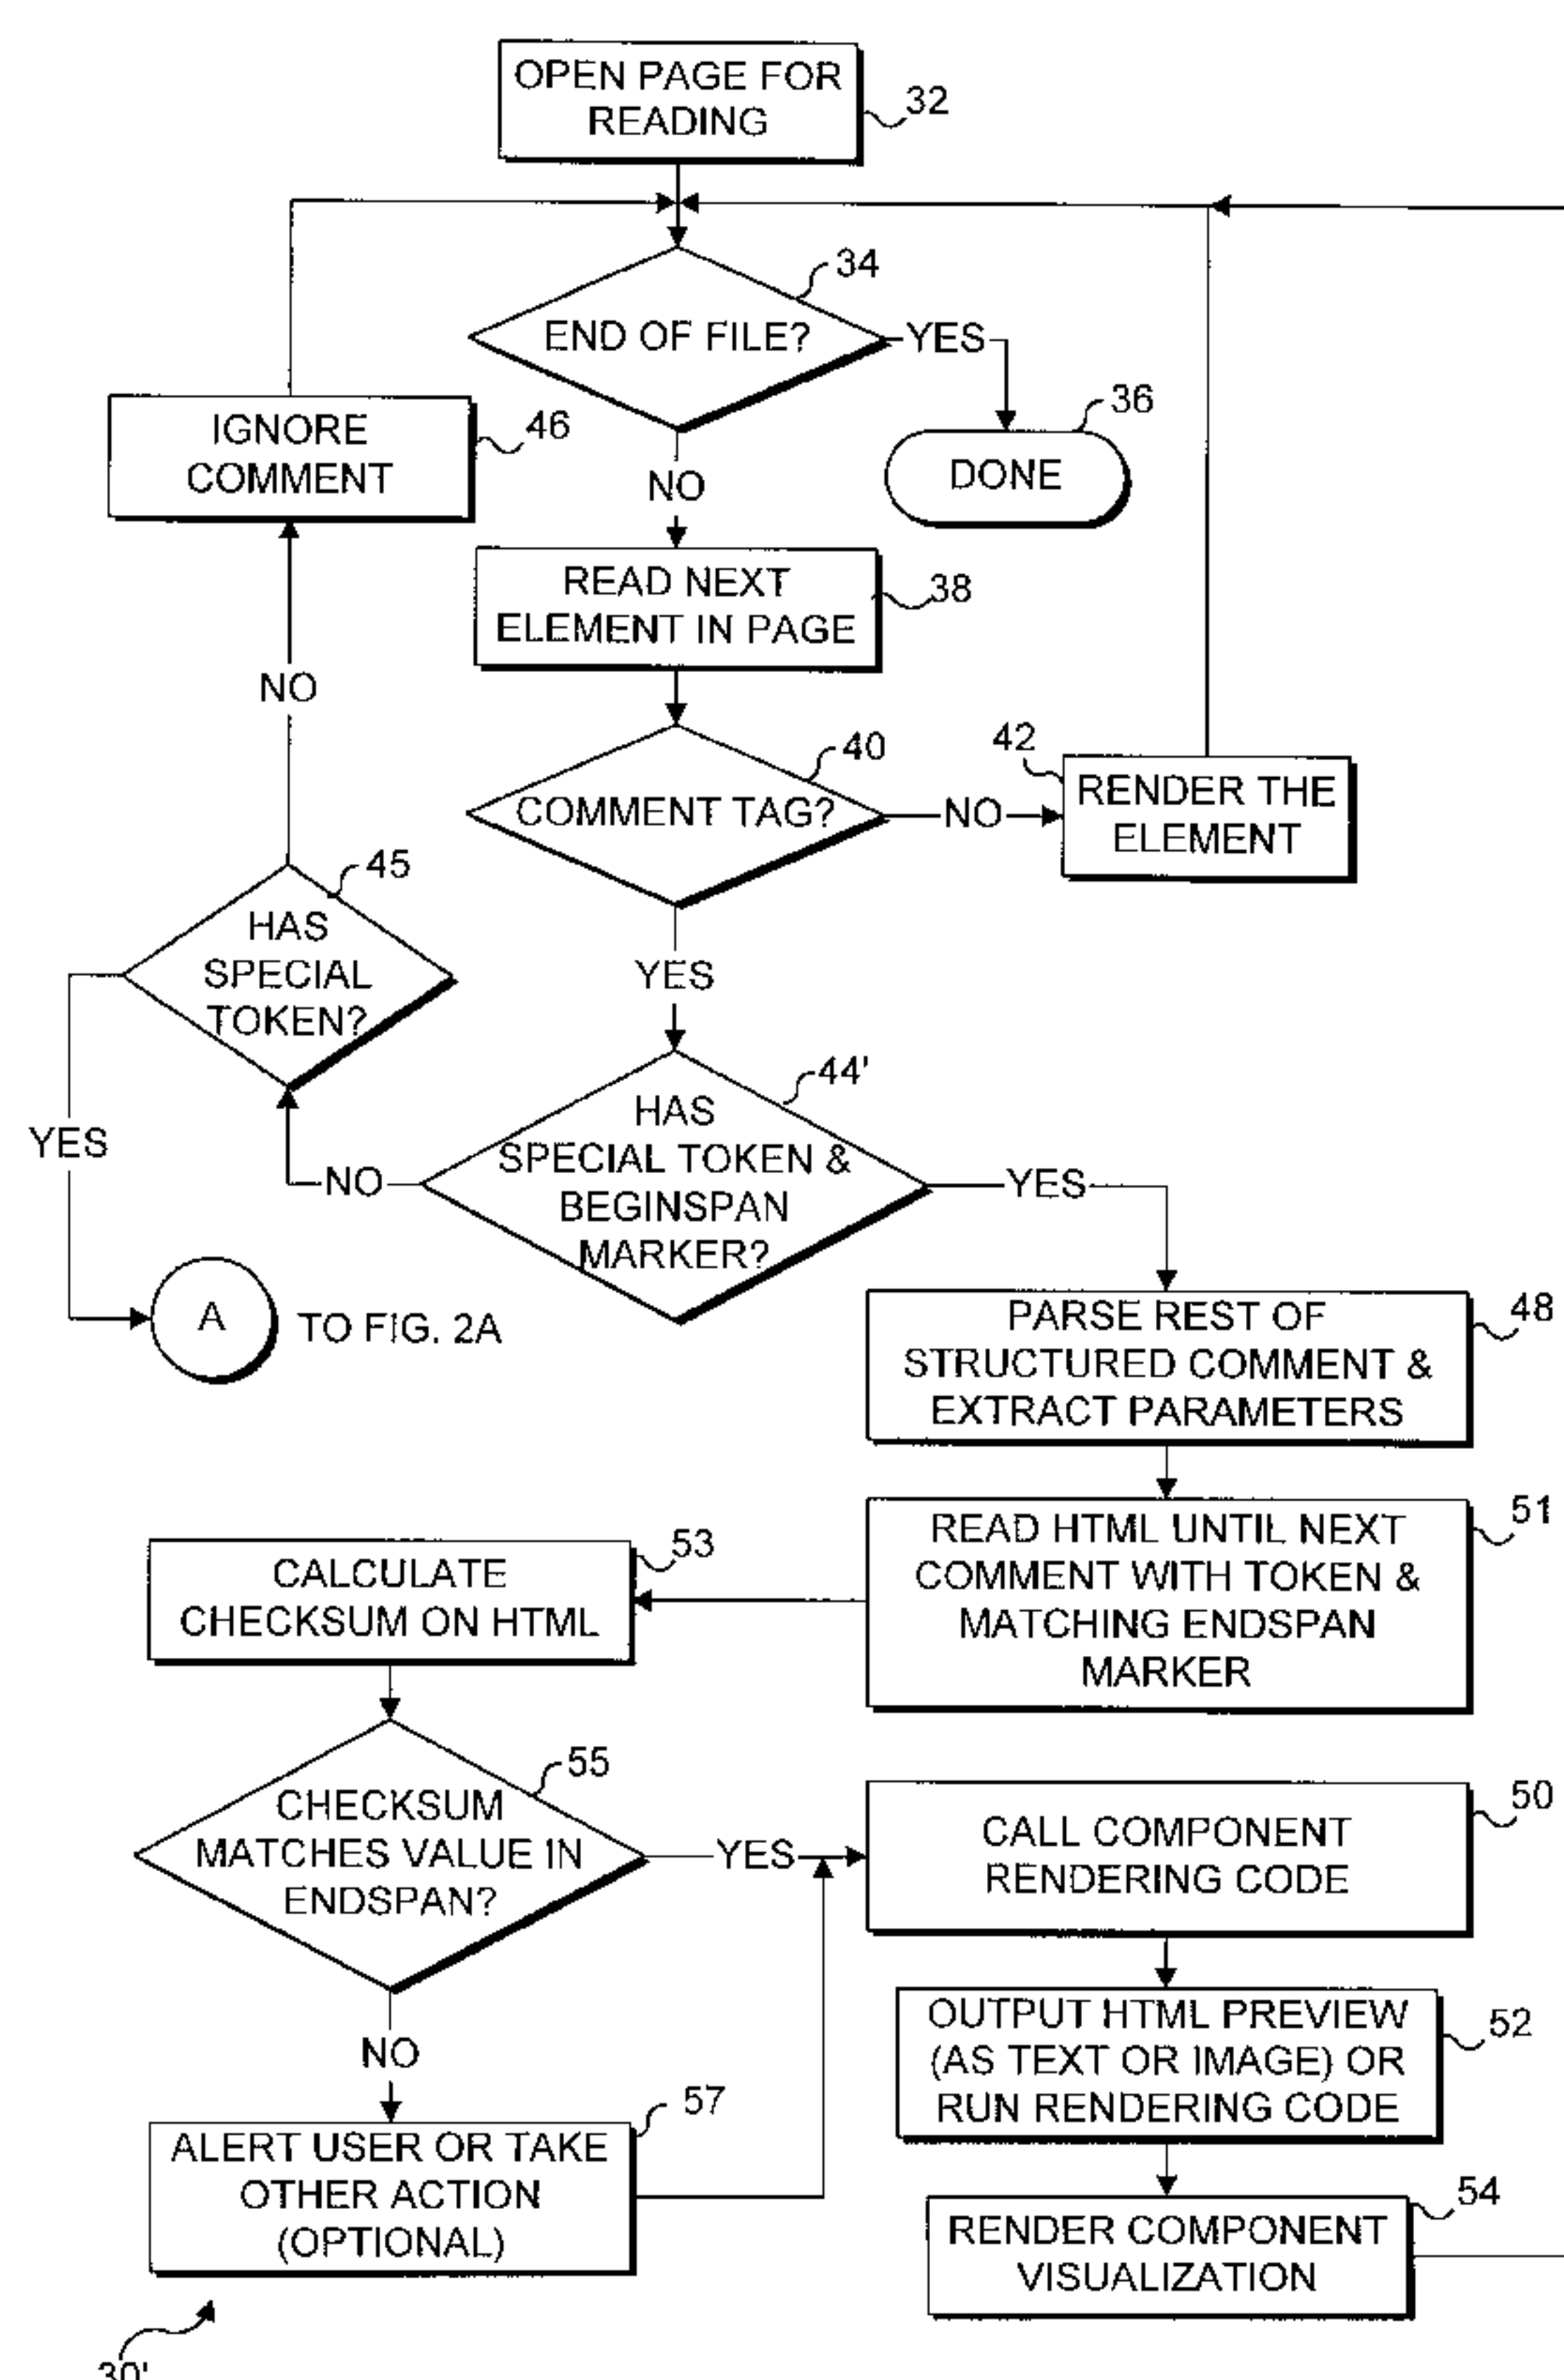 OPEN PAGE FOR
READING
32
34
END OF FILE?
YES
36
DONE
IGNORE
COMMENT
46
NO
READ NEXT
ELEMENT IN PAGE
38
NO
40
COMMENT TAG?
NO
42
RENDER THE
ELEMENT
45
HAS
SPECIAL
TOKEN?
YES
YES
44'
HAS
SPECIAL TOKEN &
BEGINSPAN
MARKER?
NO
YES
A
TO FIG. 2A
PARSE REST OF
STRUCTURED COMMENT &
EXTRACT PARAMETERS
48
READ HTML UNTIL NEXT
COMMENT WITH TOKEN &
MATCHING ENDSPAN
MARKER
51
CALCULATE
CHECKSUM ON HTML
53
55
CHECKSUM
MATCHES VALUE IN
ENDSPAN?
YES
CALL COMPONENT
RENDERING CODE
50
NO
OUTPUT HTML PREVIEW
(AS TEXT OR IMAGE) OR
RUN RENDERING CODE
52
57
ALERT USER OR TAKE
OTHER ACTION
(OPTIONAL)
RENDER COMPONENT
VISUALIZATION
54
30'